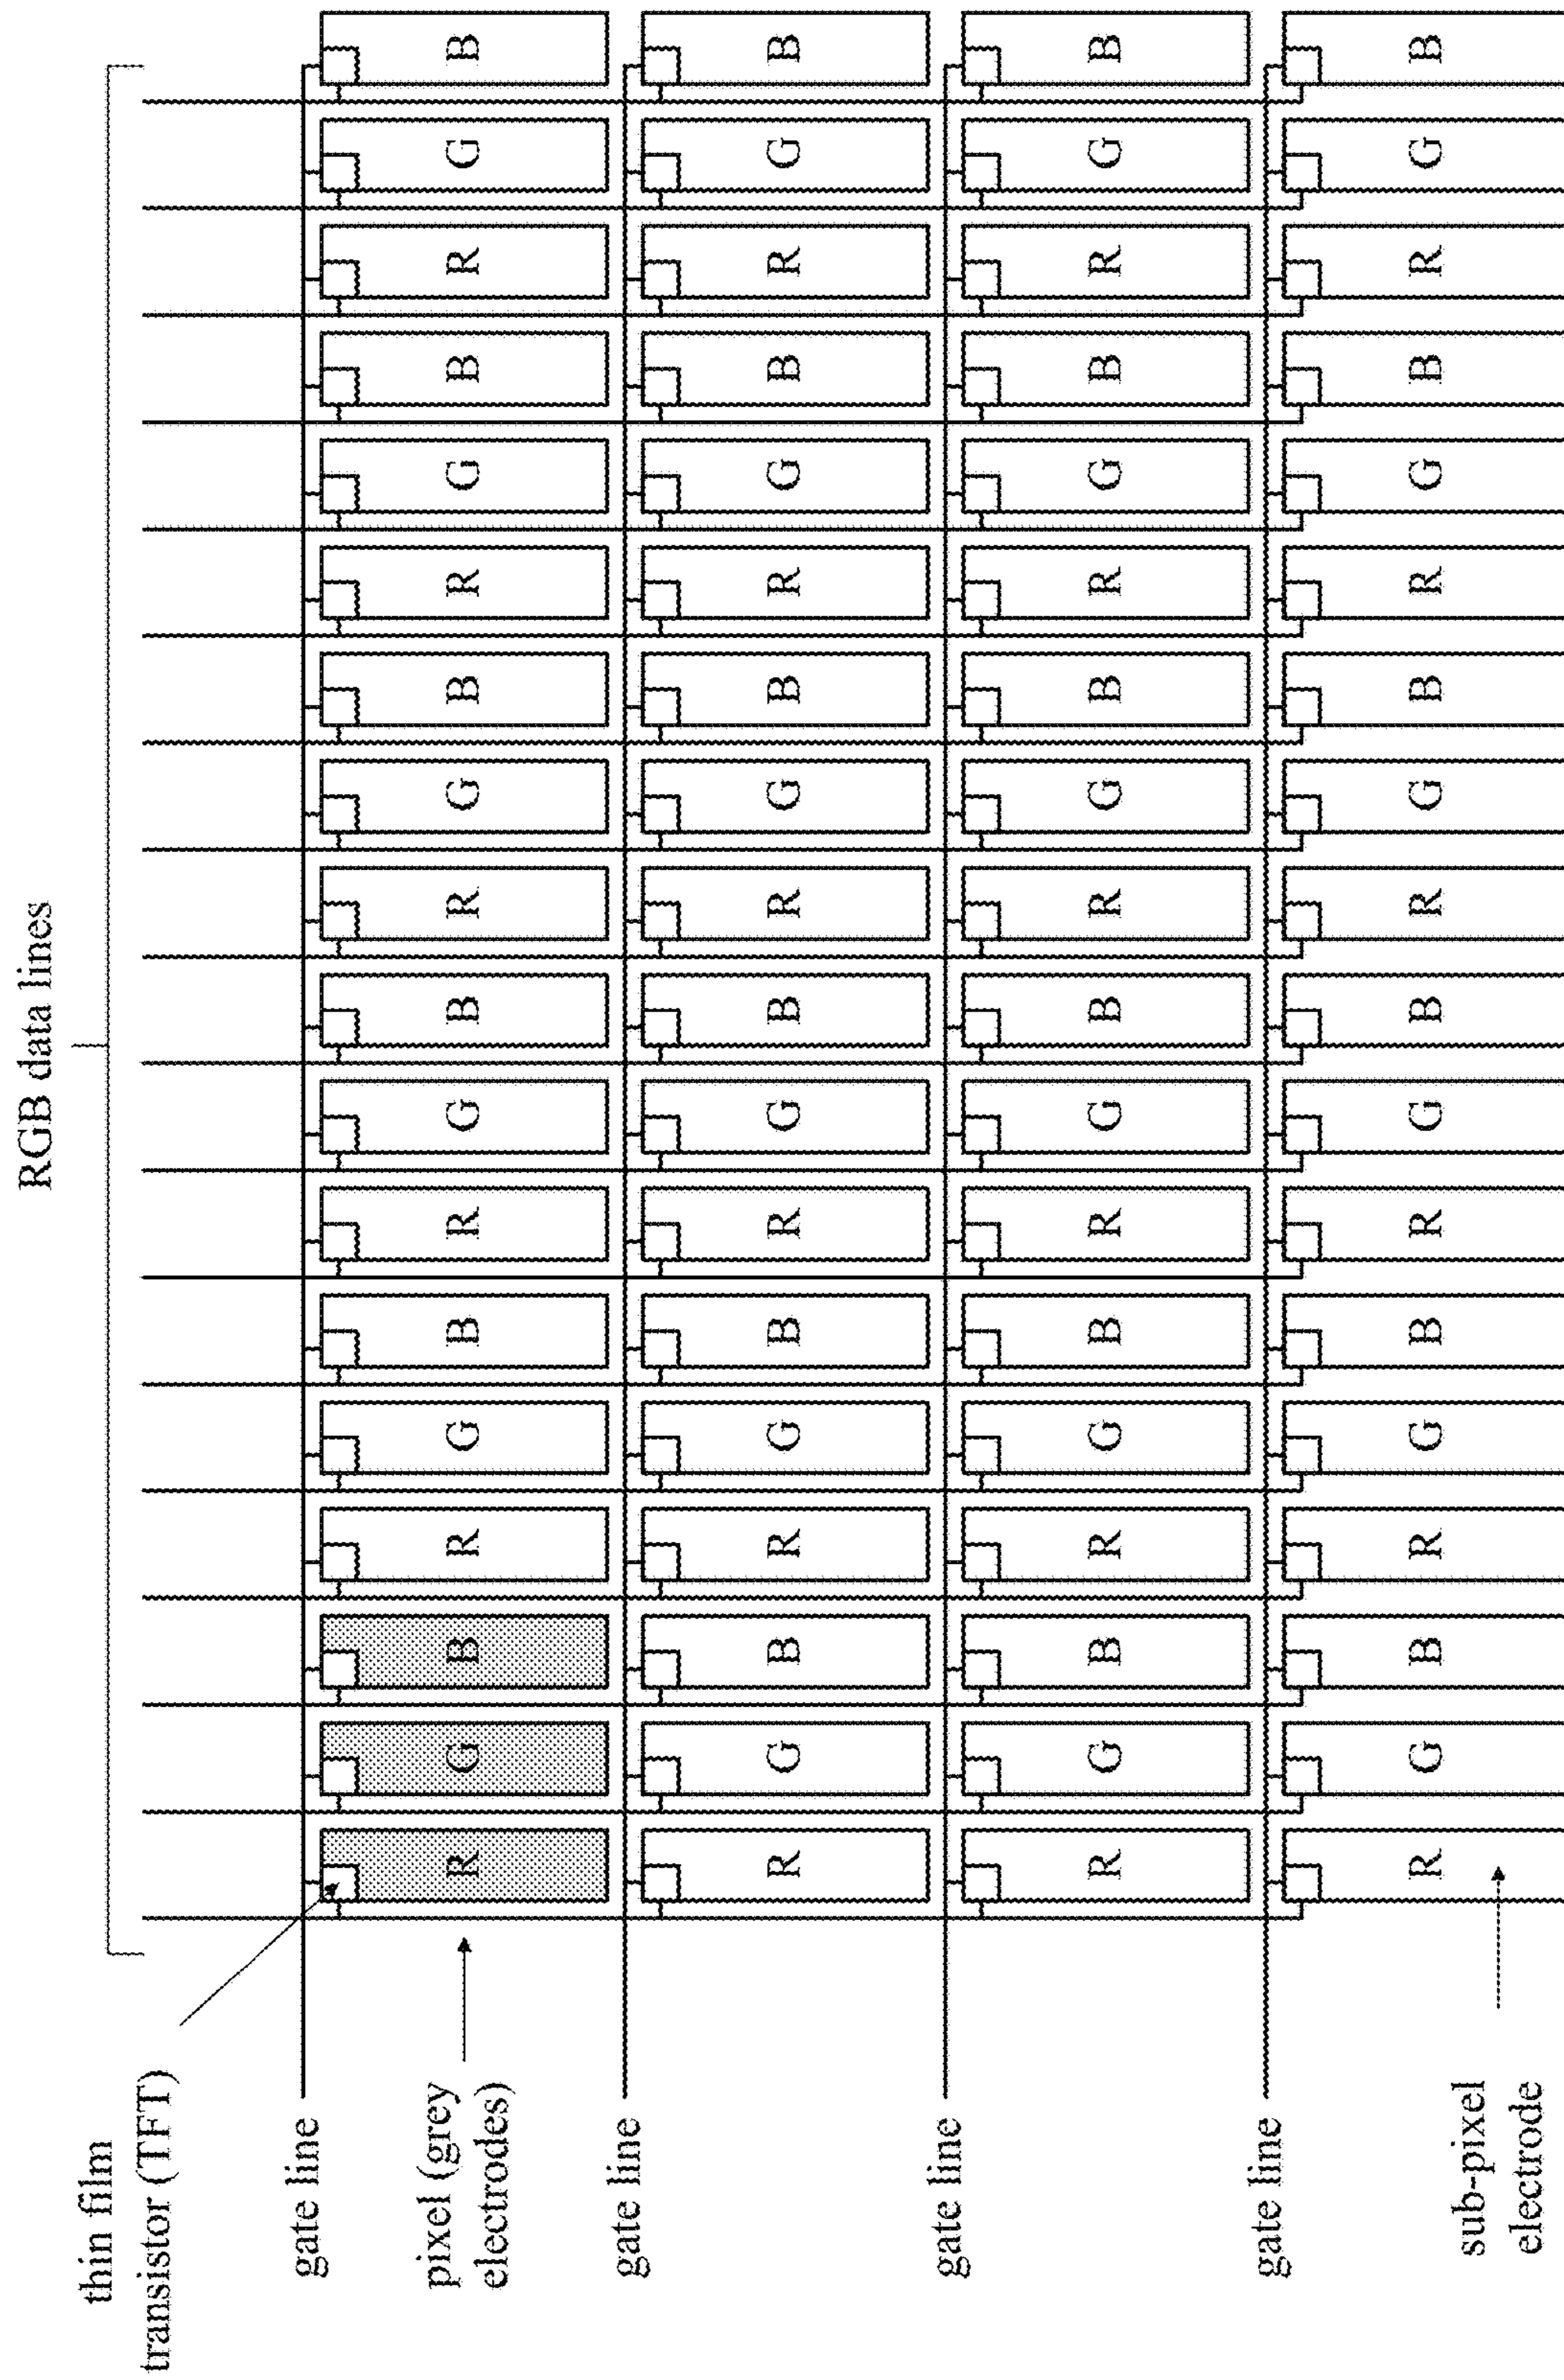 RGB data lines
thin film
transistor (TFT)
gate line
pixel (grey
electrodes)
R G B R G B R G B R G B R G B R G B
gate line
R G B R G B R G B R G B R G B R G B
gate line
R G B R G B R G B R G B R G B R G B
gate line
R G B R G B R G B R G B R G B R G B
sub-pixel
electrode